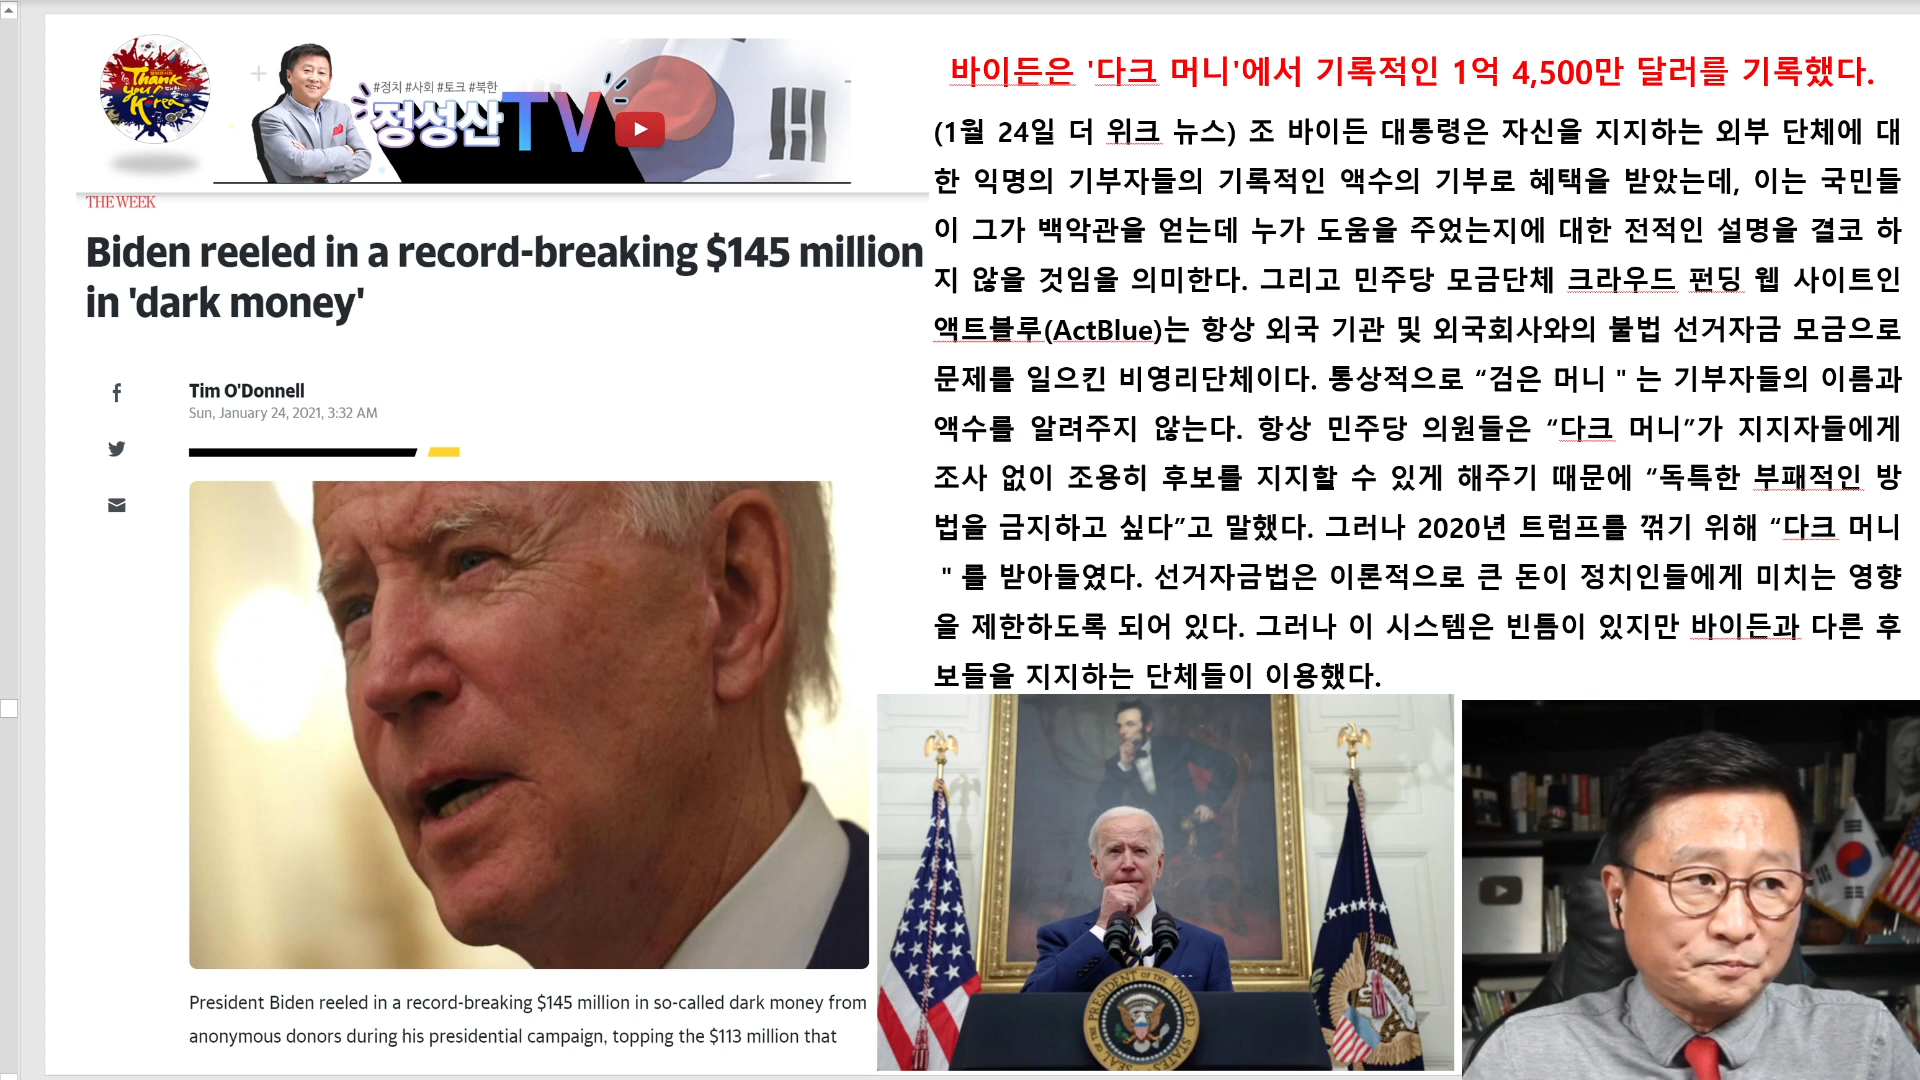 Thank
you
Korea
#정치 #사회 #토크 #북한
정성산TV
THE WEEK
Biden reeled in a record-breaking $145 million
in 'dark money'
Tim O'Donnell
Sun, January 24, 2021, 3:32 AM
President Biden reeled in a record-breaking $145 million in so-called dark money from
anonymous donors during his presidential campaign, topping the $113 million that
바이든은 '다크 머니'에서 기록적인 1억 4,500만 달러를 기록했다.
(1월 24일 더 위크 뉴스) 조 바이든 대통령은 자신을 지지하는 외부 단체에 대
한 익명의 기부자들의 기록적인 액수의 기부로 혜택을 받았는데, 이는 국민들
이 그가 백악관을 얻는데 누가 도움을 주었는지에 대한 전적인 설명을 결코 하
지 않을 것임을 의미한다. 그리고 민주당 모금단체 크라우드 펀딩 웹 사이트인
액트블루(ActBlue)는 항상 외국 기관 및 외국회사와의 불법 선거자금 모금으로
문제를 일으킨 비영리단체이다. 통상적으로 “검은 머니 " 는 기부자들의 이름과
액수를 알려주지 않는다. 항상 민주당 의원들은 “다크 머니”가 지지자들에게
조사 없이 조용히 후보를 지지할 수 있게 해주기 때문에 “독특한 부패적인 방
법을 금지하고 싶다”고 말했다. 그러나 2020년 트럼프를 꺾기 위해 “다크 머니
" 를 받아들였다. 선거자금법은 이론적으로 큰 돈이 정치인들에게 미치는 영향
을 제한하도록 되어 있다. 그러나 이 시스템은 빈틈이 있지만 바이든과 다른 후
보들을 지지하는 단체들이 이용했다.
SEAL OF THE PRESIDENT OF THE UNITED STATES